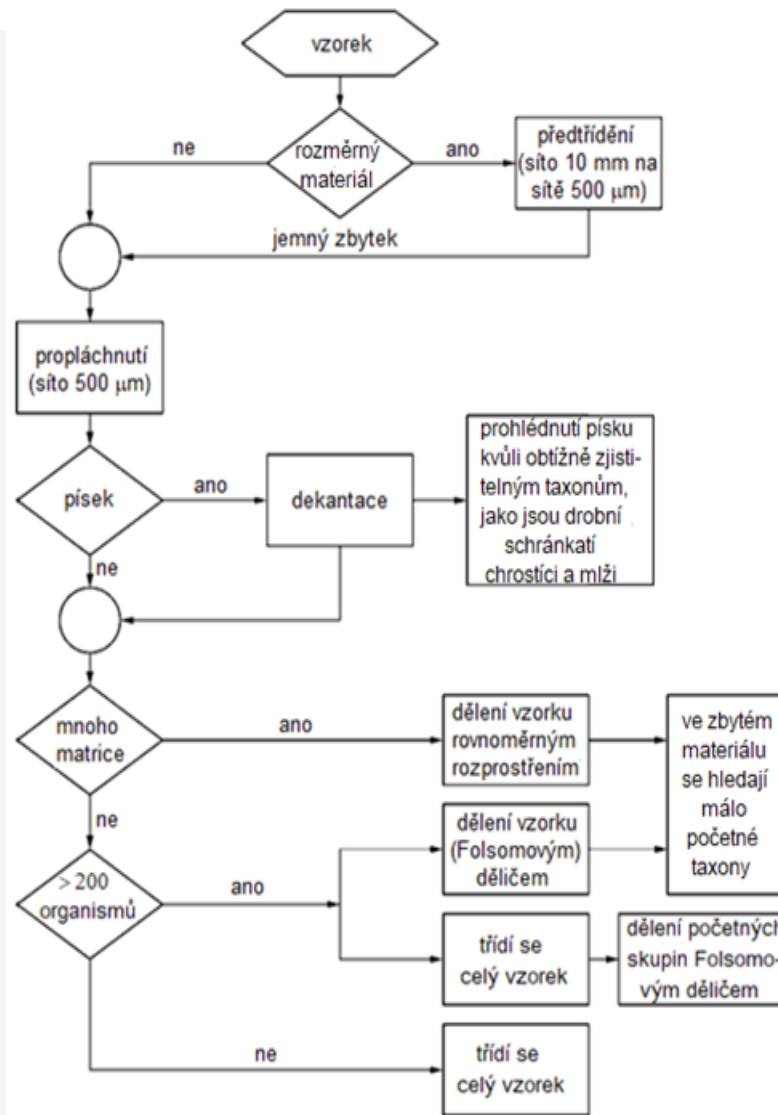 vzorek
ne
rozměrný
materiál
ano
předtřídění
(síto 10 mm na
sítě 500 µm)
jemný zbytek
propláchnutí
(síto 500 µm)
písek
ano
ne
dekantace
prohlédnutí písku
kvůli obtížně zjisti-
telným taxonům,
jako jsou drobní
schránkatí
chrostíci a mlži
mnoho
matrice
ano
ne
dělení vzorku
rovnoměrným
rozprostřením
ve zbytém
materiálu
se hledají
málo
početné
taxony
> 200
organismů
ano
dělení vzorku
(Folsomovým)
děličem
třídí se
celý vzorek
dělení početných
skupin Folsomo-
vým děličem
ne
třídí se
celý vzorek